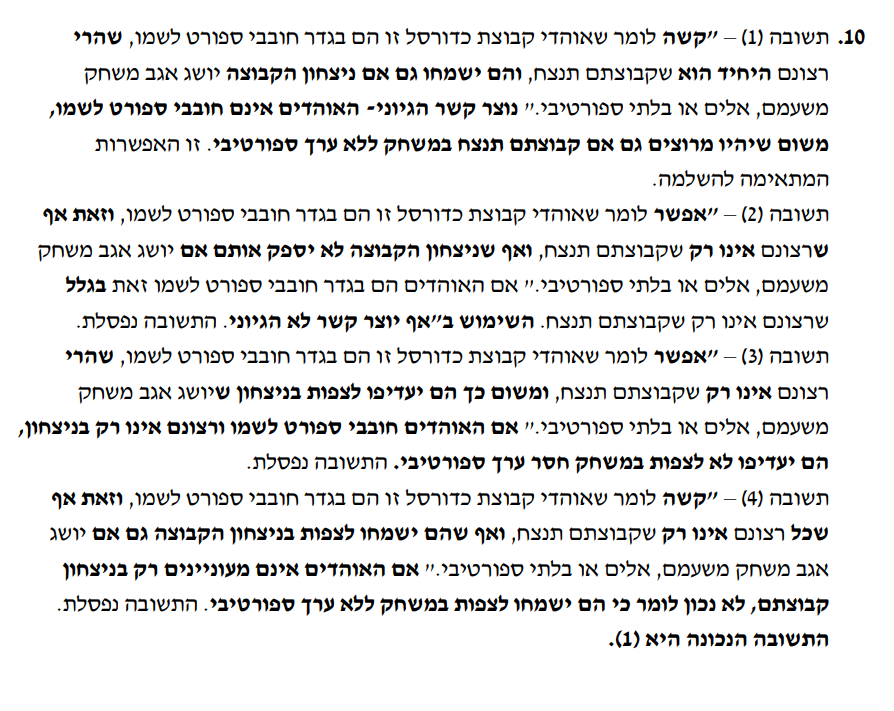 10. תשובה (1) – "קשה לומר שאוהדי קבוצת כדורסל זו הם בגדר חובבי ספורט לשמו, שהרי
רצונם היחיד הוא שקבוצתם תנצח, והם ישמחו גם אם ניצחון הקבוצה יושג אגב משחק
משעמם, אלים או בלתי ספורטיבי." נוצר קשר הגיוני- האוהדים אינם חובבי ספורט לשמו,
משום שיהיו מרוצים גם אם קבוצתם תנצח במשחק ללא ערך ספורטיבי. זו האפשרות
המתאימה להשלמה.
תשובה (2) – "אפשר לומר שאוהדי קבוצת כדורסל זו הם בגדר חובבי ספורט לשמו, וזאת אף
שרצונם אינו רק שקבוצתם תנצח, ואף שניצחון הקבוצה לא יספק אותם אם יושג אגב משחק
משעמם, אלים או בלתי ספורטיבי." אם האוהדים הם בגדר חובבי ספורט לשמו זאת בגלל
שרצונם אינו רק שקבוצתם תנצח. השימוש ב"אף יוצר קשר לא הגיוני. התשובה נפסלת.
תשובה (3) – "אפשר לומר שאוהדי קבוצת כדורסל זו הם בגדר חובבי ספורט לשמו, שהרי
רצונם אינו רק שקבוצתם תנצח, ומשום כך הם יעדיפו לצפות בניצחון שיושג אגב משחק
משעמם, אלים או בלתי ספורטיבי." אם האוהדים חובבי ספורט לשמו ורצונם אינו רק בניצחון,
הם יעדיפו לא לצפות במשחק חסר ערך ספורטיבי. התשובה נפסלת.
תשובה (4) – "קשה לומר שאוהדי קבוצת כדורסל זו הם בגדר חובבי ספורט לשמו, וזאת אף
שכל רצונם אינו רק שקבוצתם תנצח, ואף שהם ישמחו לצפות בניצחון הקבוצה גם אם יושג
אגב משחק משעמם, אלים או בלתי ספורטיבי." אם האוהדים אינם מעוניינים רק בניצחון
קבוצתם, לא נכון לומר כי הם ישמחו לצפות במשחק ללא ערך ספורטיבי. התשובה נפסלת.
התשובה הנכונה היא (1).